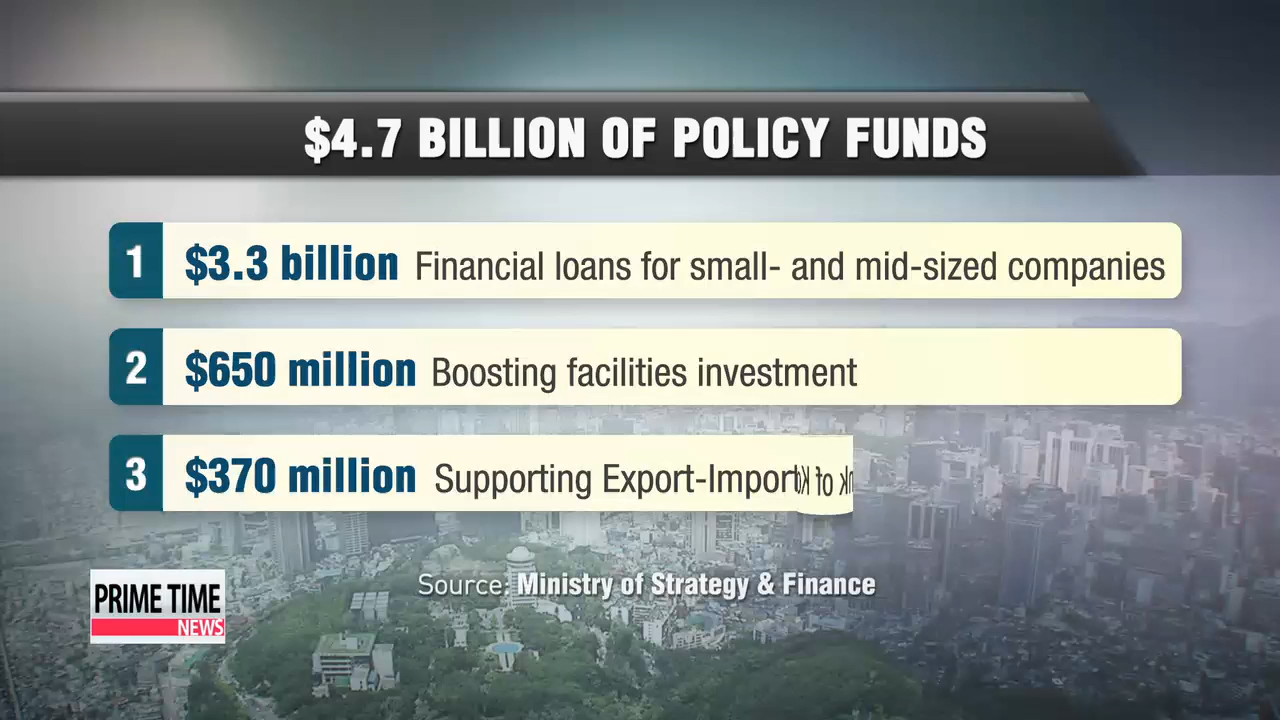 $4.7 BILLION OF POLICY FUNDS
1 $3.3 billion Financial loans for small- and mid-sized companies
2 $650 million Boosting facilities investment
3 $370 million Supporting Export-Import
Source: Ministry of Strategy & Finance
PRIME TIME
NEWS